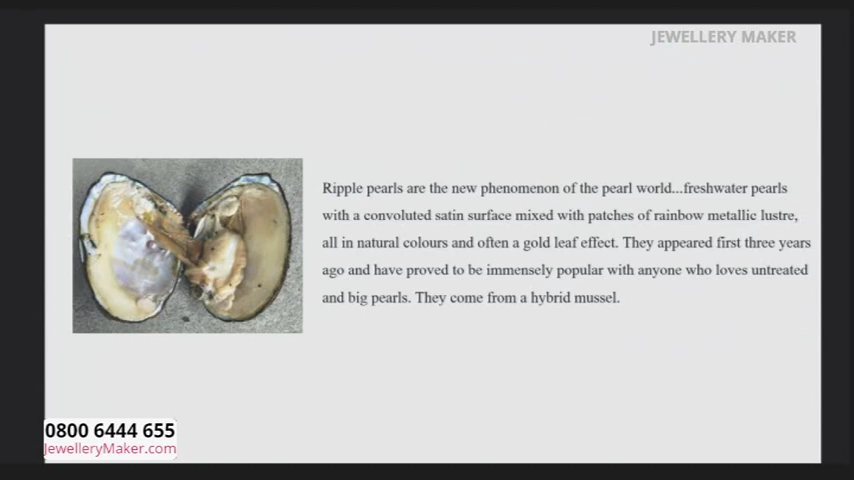 JEWELLERY MAKER
Ripple pearls are the new phenomenon of the pearl world...freshwater pearls
with a convoluted satin surface mixed with patches of rainbow metallic lustre,
all in natural colours and often a gold leaf effect. They appeared first three years
ago and have proved to be immensely popular with anyone who loves untreated
and big pearls. They come from a hybrid mussel.
0800 6444 655
JewelleryMaker.com